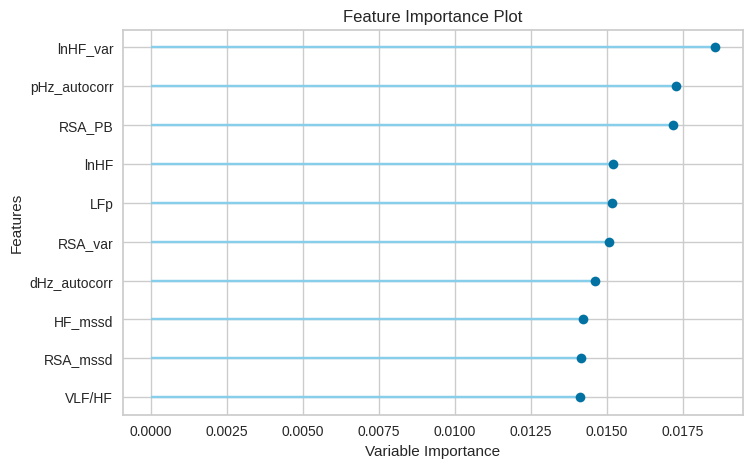 Feature Importance Plot
lnHF_var
pHz_autocorr
RSA_PB
lnHF
LFp
RSA_var
dHz_autocorr
HF_mssd
RSA_mssd
VLF/HF
Features
0.0000 0.0025 0.0050 0.0075 0.0100 0.0125 0.0150 0.0175
Variable Importance